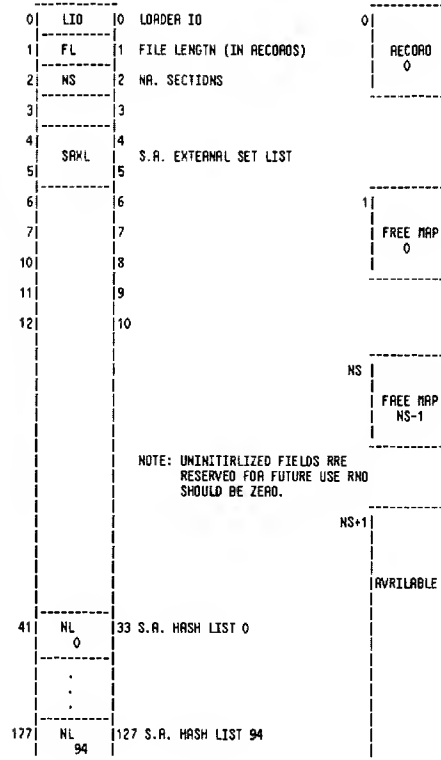 0 LIO 0 LOADER IO 0
1 FL 1 FILE LENGTH (IN RECORDS) RECORD
0
2 NS 2 NR. SECTIONS
3 3
4 4
SAXL S.A. EXTERNAL SET LIST
5 5
6 6 1
7 7 FREE MAP
0
10 8
11 9
12 10
NS
FREE MAP
NS-1
NOTE: UNINITIALIZED FIELDS ARE
RESERVED FOR FUTURE USE AND
SHOULD BE ZERO.
NS+1
AVAILABLE
41 NL 33 S.A. HASH LIST 0
0
.
.
.
177 NL 127 S.A. HASH LIST 94
94